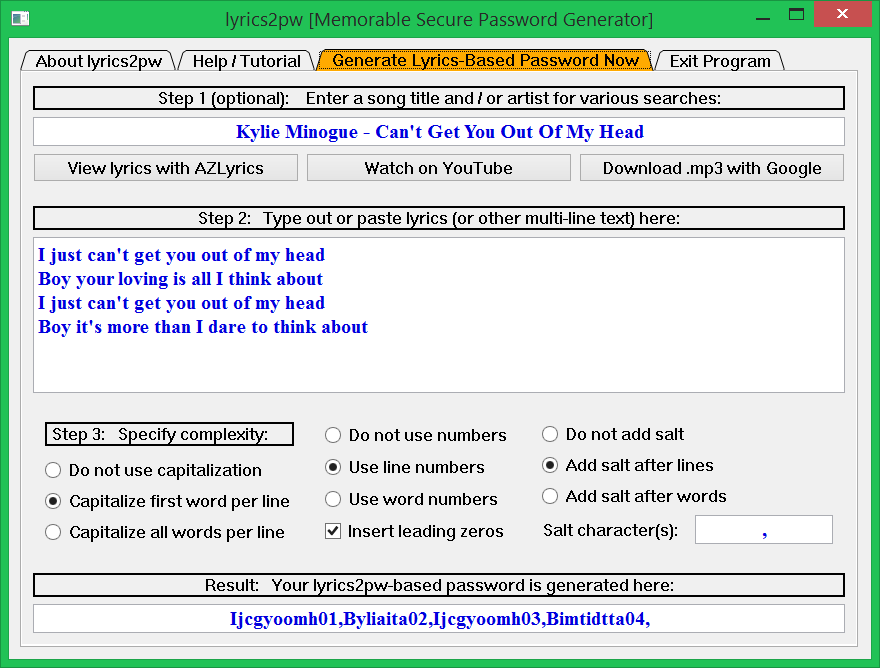 lyrics2pw [Memorable Secure Password Generator]
About lyrics2pw Help / Tutorial Generate Lyrics-Based Password Now Exit Program
Step 1 (optional): Enter a song title and / or artist for various searches:
Kylie Minogue - Can't Get You Out Of My Head
View lyrics with AZLyrics Watch on YouTube Download .mp3 with Google
Step 2: Type out or paste lyrics (or other multi-line text) here:
I just can't get you out of my head
Boy your loving is all I think about
I just can't get you out of my head
Boy it's more than I dare to think about
Step 3: Specify complexity:
Do not use capitalization
Capitalize first word per line
Capitalize all words per line
Do not use numbers
Use line numbers
Use word numbers
Insert leading zeros
Do not add salt
Add salt after lines
Add salt after words
Salt character(s): ,
Result: Your lyrics2pw-based password is generated here:
Ijcgyoomh01,Byliaita02,Ijcgyoomh03,Bimtidtta04,